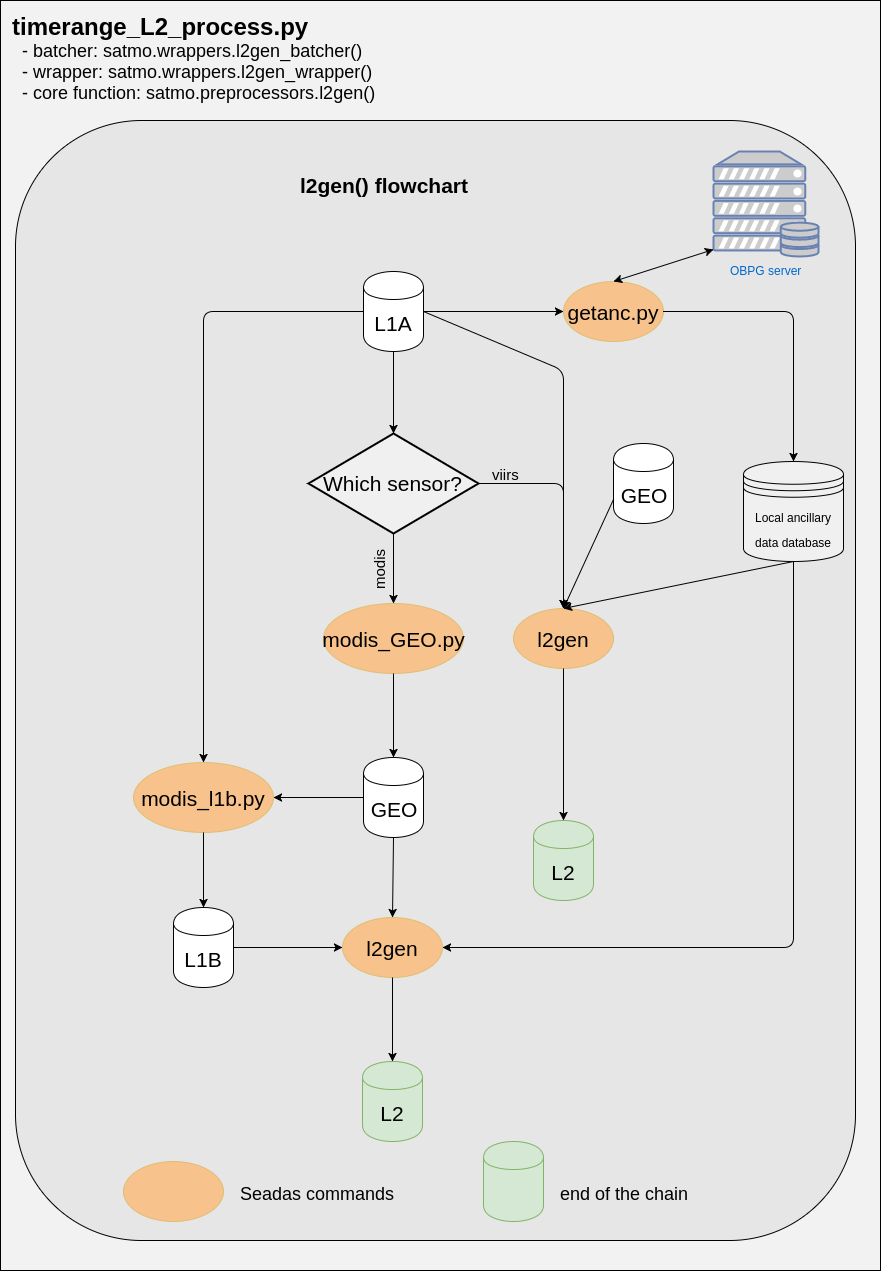 timerange_L2_process.py
- batcher: satmo.wrappers.l2gen_batcher()
- wrapper: satmo.wrappers.l2gen_wrapper()
- core function: satmo.preprocessors.l2gen()
l2gen() flowchart
OBPG server
L1A
getanc.py
Which sensor?
viirs
GEO
Local ancillary
data database
modis
modis_GEO.py
l2gen
modis_l1b.py
GEO
L2
L1B
l2gen
L2
Seadas commands
end of the chain